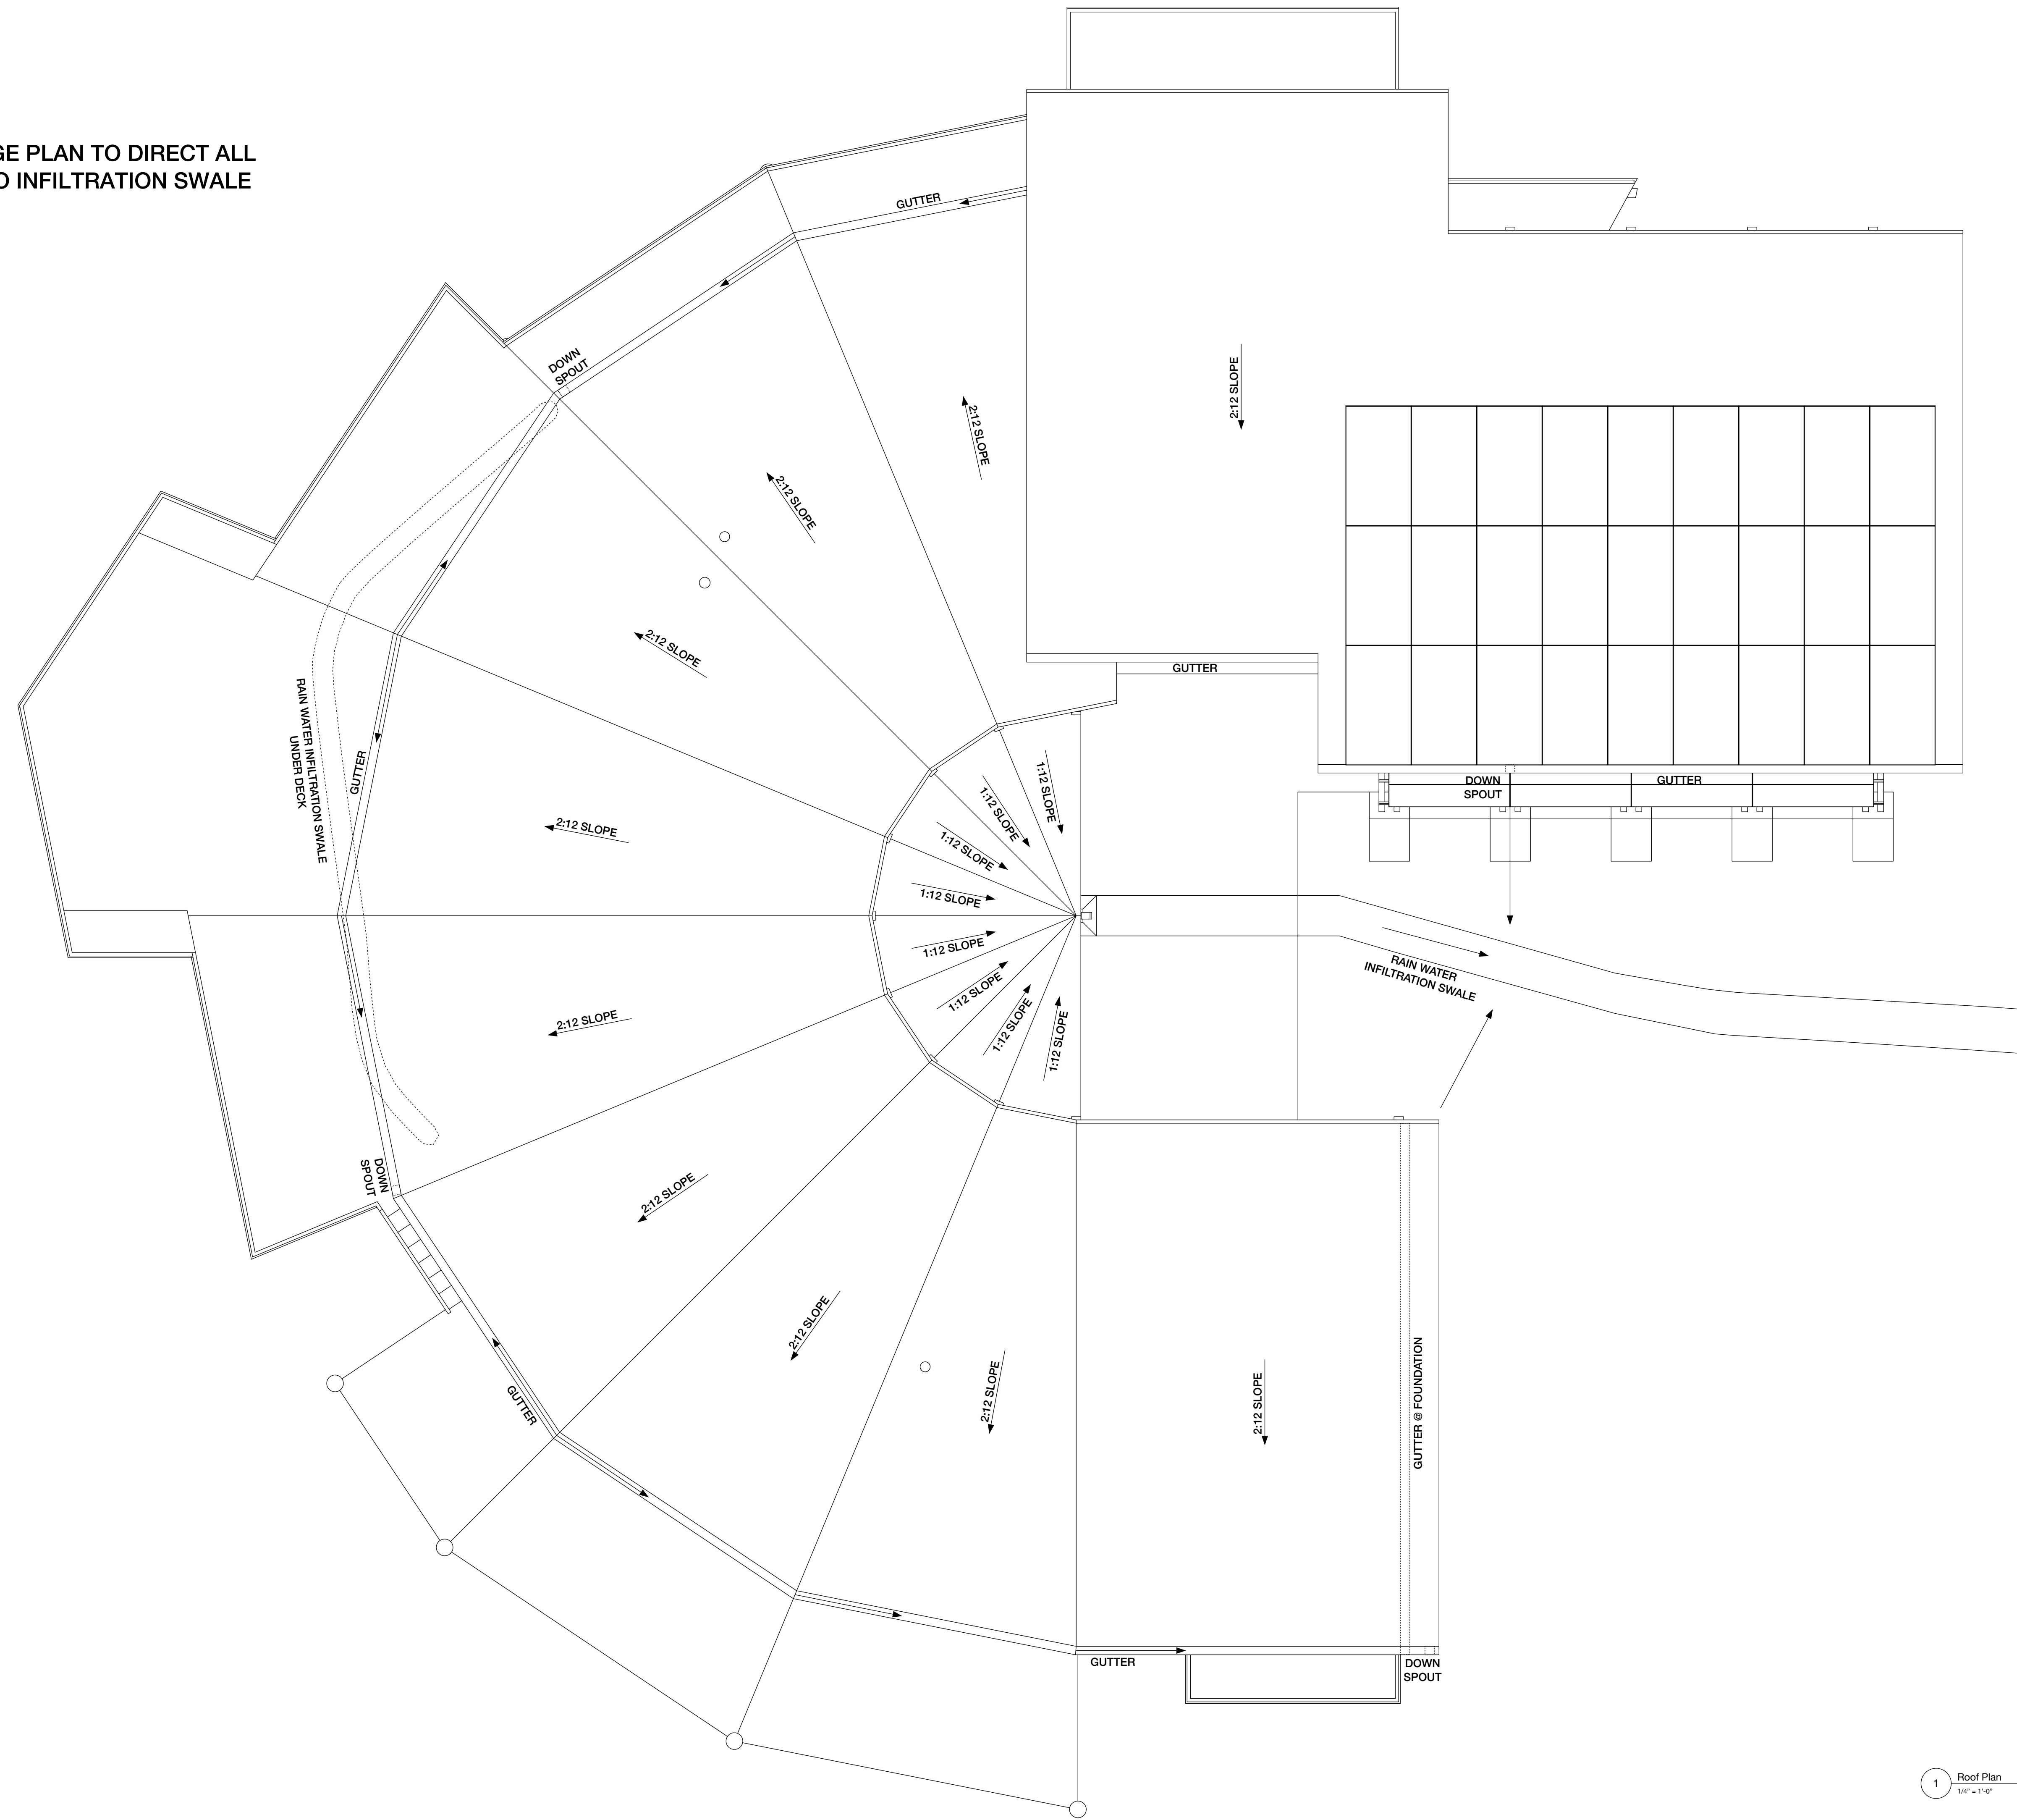 GE PLAN TO DIRECT ALL
O INFILTRATION SWALE
GUTTER
DOWN
SPOUT
2:12 SLOPE
2:12 SLOPE
2:12 SLOPE
2:12 SLOPE
GUTTER
RAIN WATER INFILTRATION SWALE
UNDER DECK
GUTTER
2:12 SLOPE
1:12 SLOPE
1:12 SLOPE
1:12 SLOPE
1:12 SLOPE
DOWN
SPOUT
GUTTER
1:12 SLOPE
1:12 SLOPE
1:12 SLOPE
1:12 SLOPE
RAIN WATER
INFILTRATION SWALE
2:12 SLOPE
DOWN
SPOUT
2:12 SLOPE
2:12 SLOPE
2:12 SLOPE
2:12 SLOPE
GUTTER
GUTTER @ FOUNDATION
GUTTER
DOWN
SPOUT
1
Roof Plan
1/4" = 1'-0"